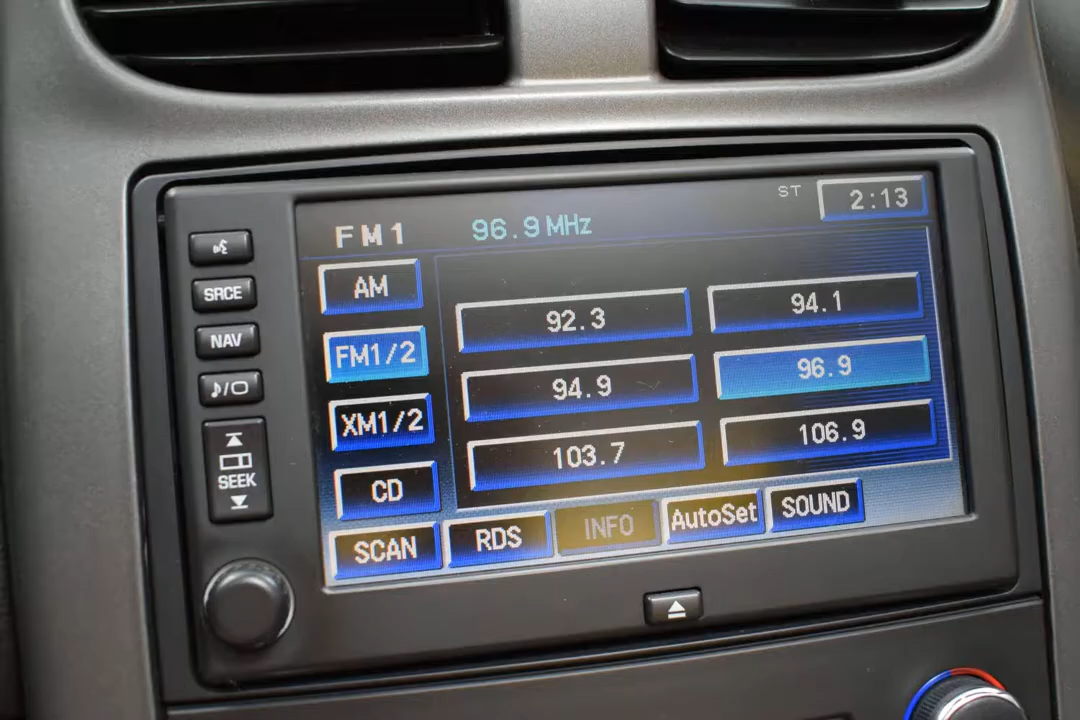 ST 2:13
FM1 96.9 MHz
SRCE
NAV
SEEK
AM
FM1/2
XM1/2
CD
92.3 94.1
94.9 96.9
103.7 106.9
SCAN RDS INFO AutoSet SOUND